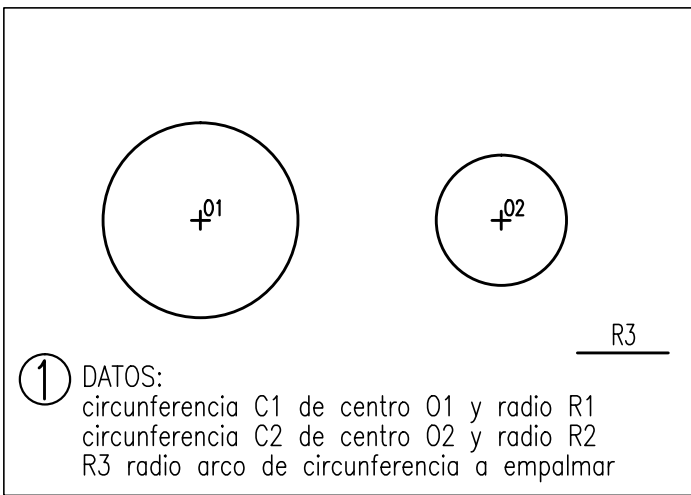 O1
O2
R3
1 DATOS:
circunferencia C1 de centro O1 y radio R1
circunferencia C2 de centro O2 y radio R2
R3 radio arco de circunferencia a empalmar